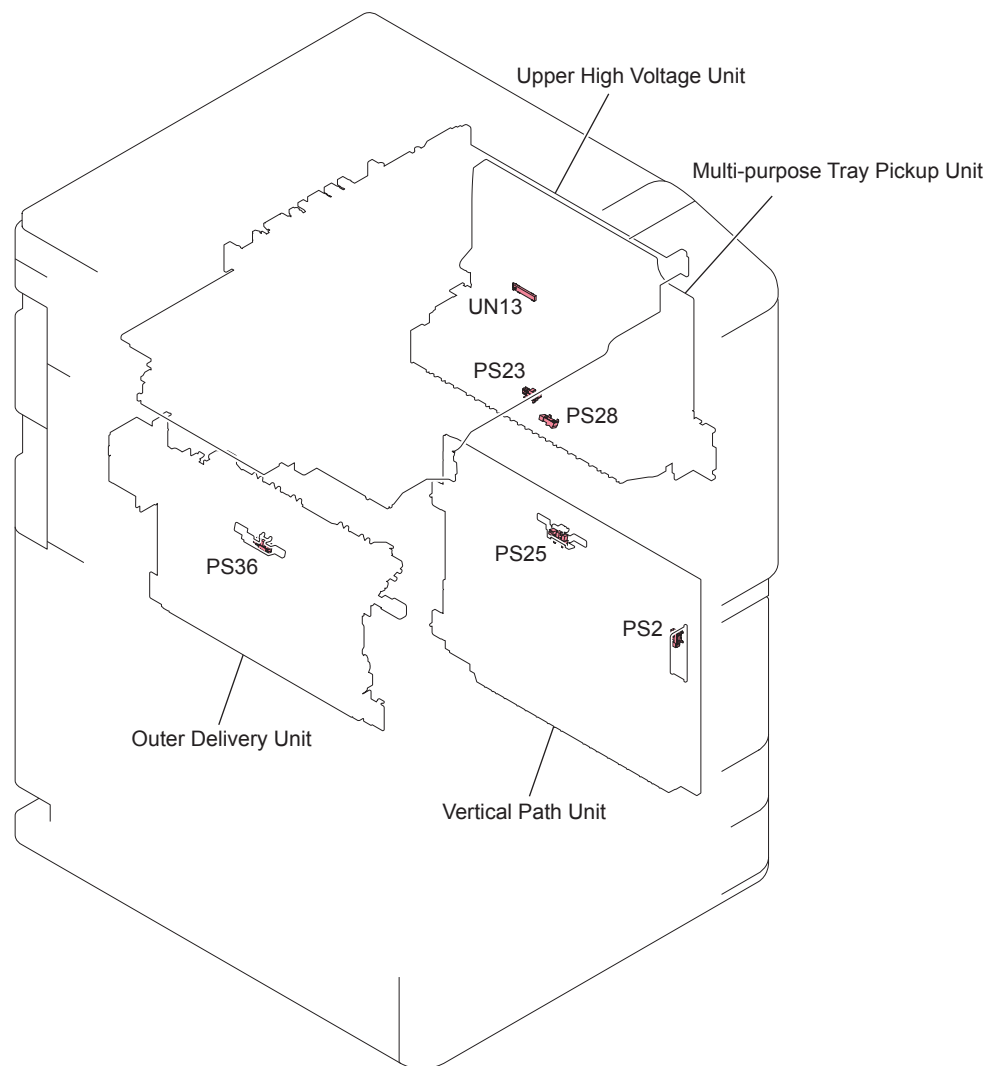 Upper High Voltage Unit
Multi-purpose Tray Pickup Unit
UN13
PS23
PS28
PS25
PS36
PS2
Outer Delivery Unit
Vertical Path Unit